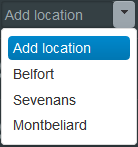 Add location
Add location
Belfort
Sevenans
Montbeliard